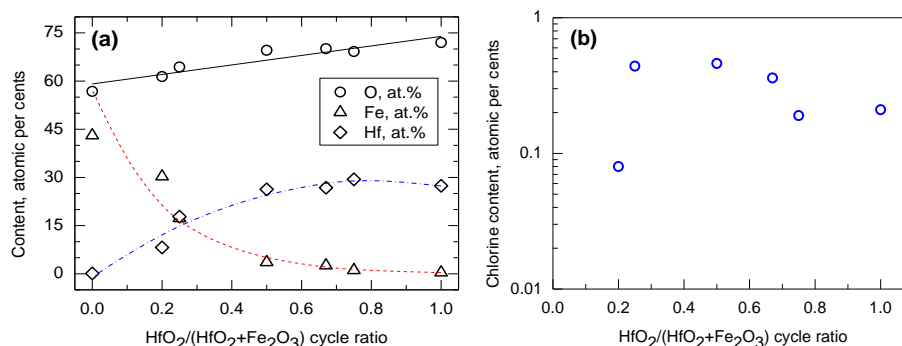 (a)
75
60
45
30
15
0
Content, atomic per cents
O, at.%
Fe, at.%
Hf, at.%
0.0 0.2 0.4 0.6 0.8 1.0
HfO2/(HfO2+Fe2O3) cycle ratio
(b)
1
0.1
0.01
Chlorine content, atomic per cents
0.0 0.2 0.4 0.6 0.8 1.0
HfO2/(HfO2+Fe2O3) cycle ratio